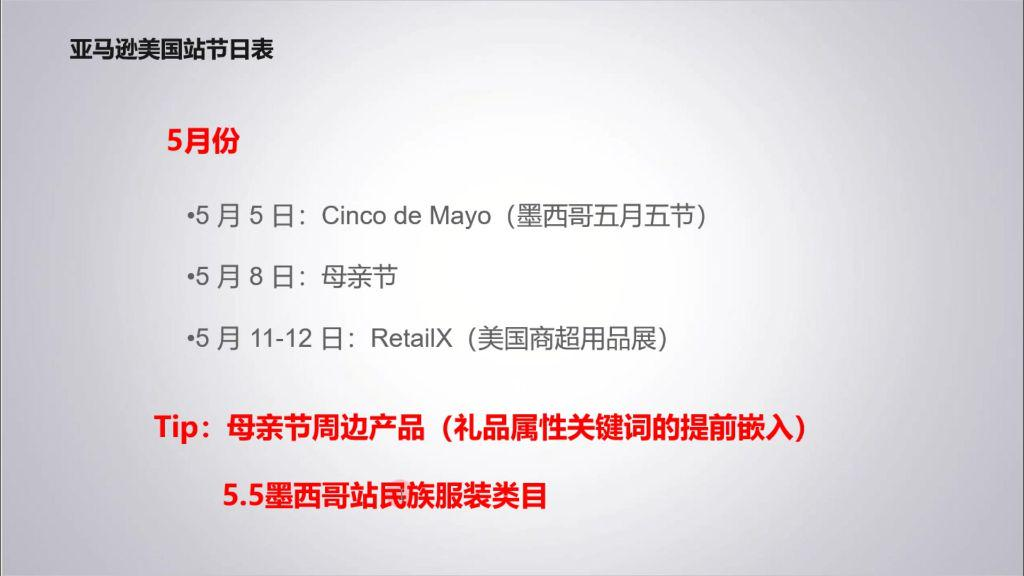 亚马逊美国站节日表
5月份
•5 月 5 日：Cinco de Mayo（墨西哥五月五节）
•5 月 8 日：母亲节
•5 月 11-12 日：RetailX（美国商超用品展）
Tip：母亲节周边产品（礼品属性关键词的提前嵌入）
5.5墨西哥站民族服装类目